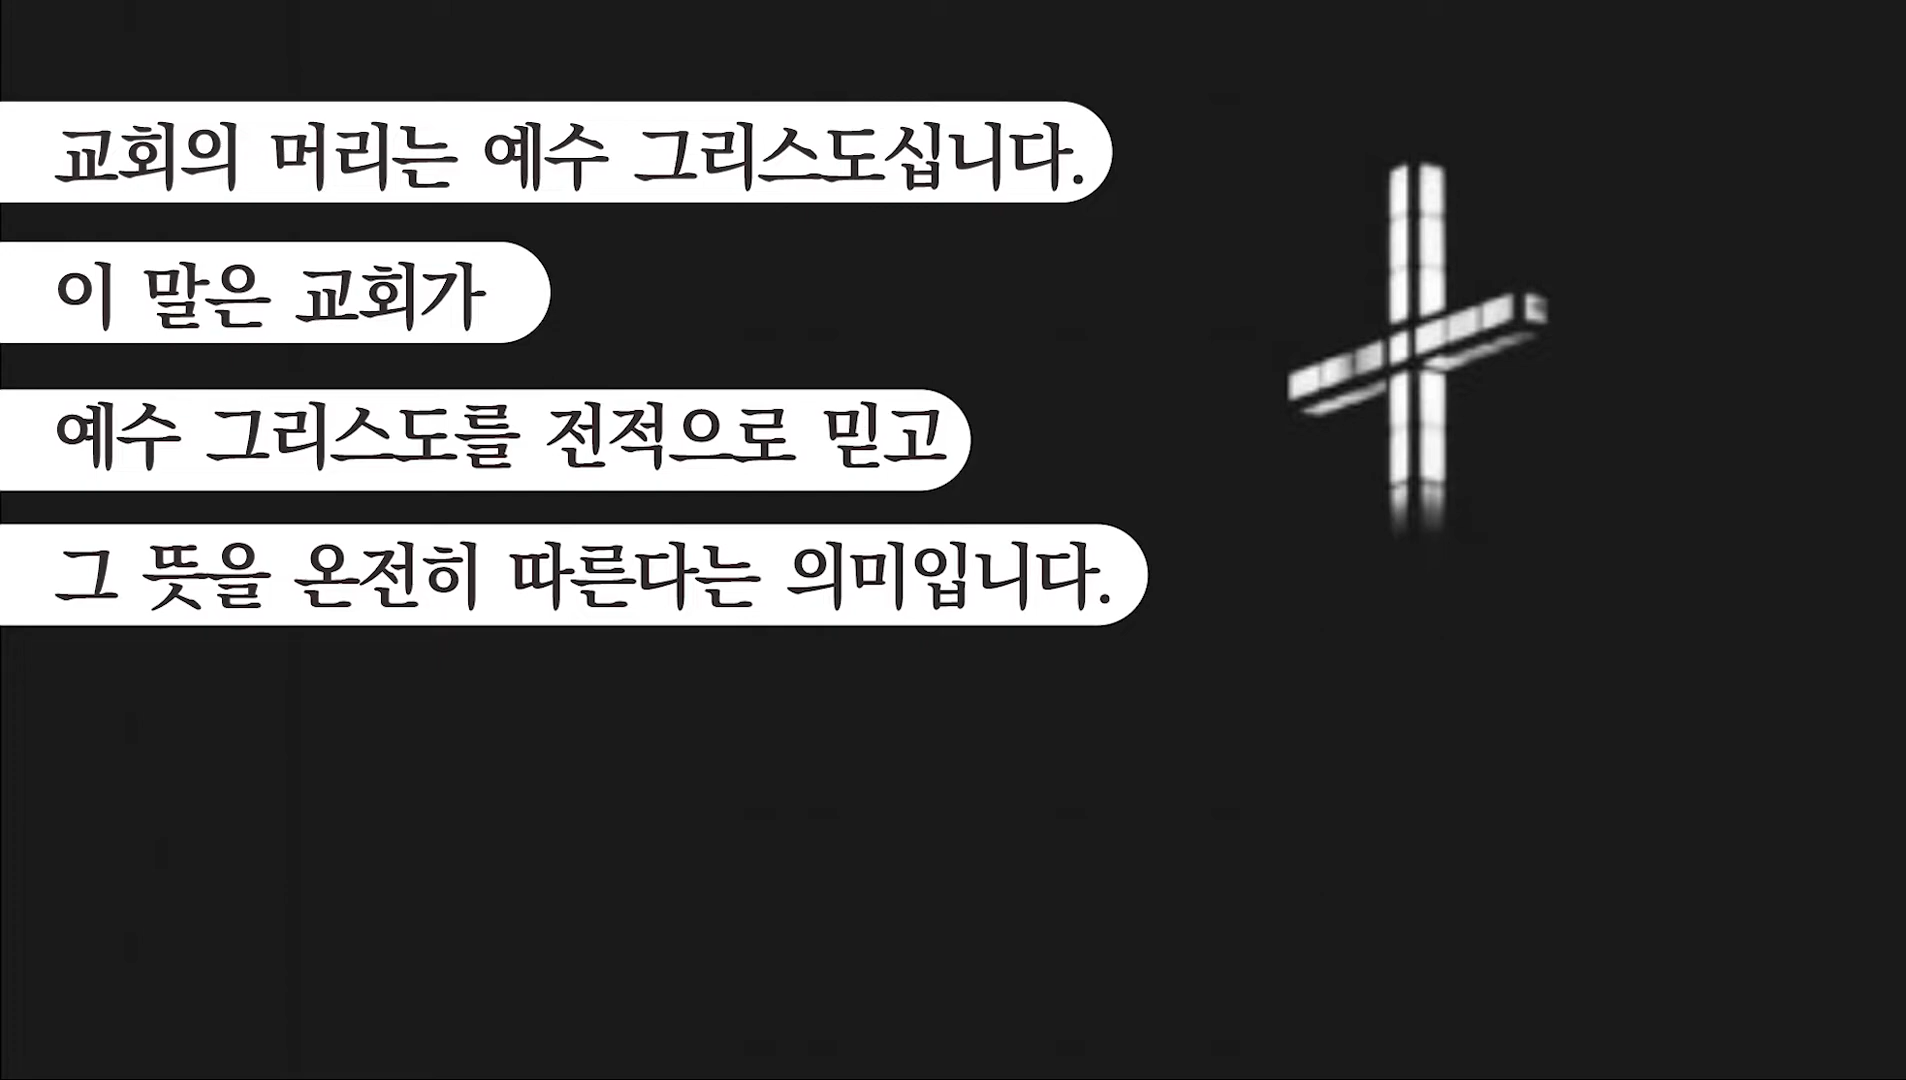 교회의 머리는 예수 그리스도십니다.
이 말은 교회가
예수 그리스도를 전적으로 믿고
그 뜻을 온전히 따른다는 의미입니다.